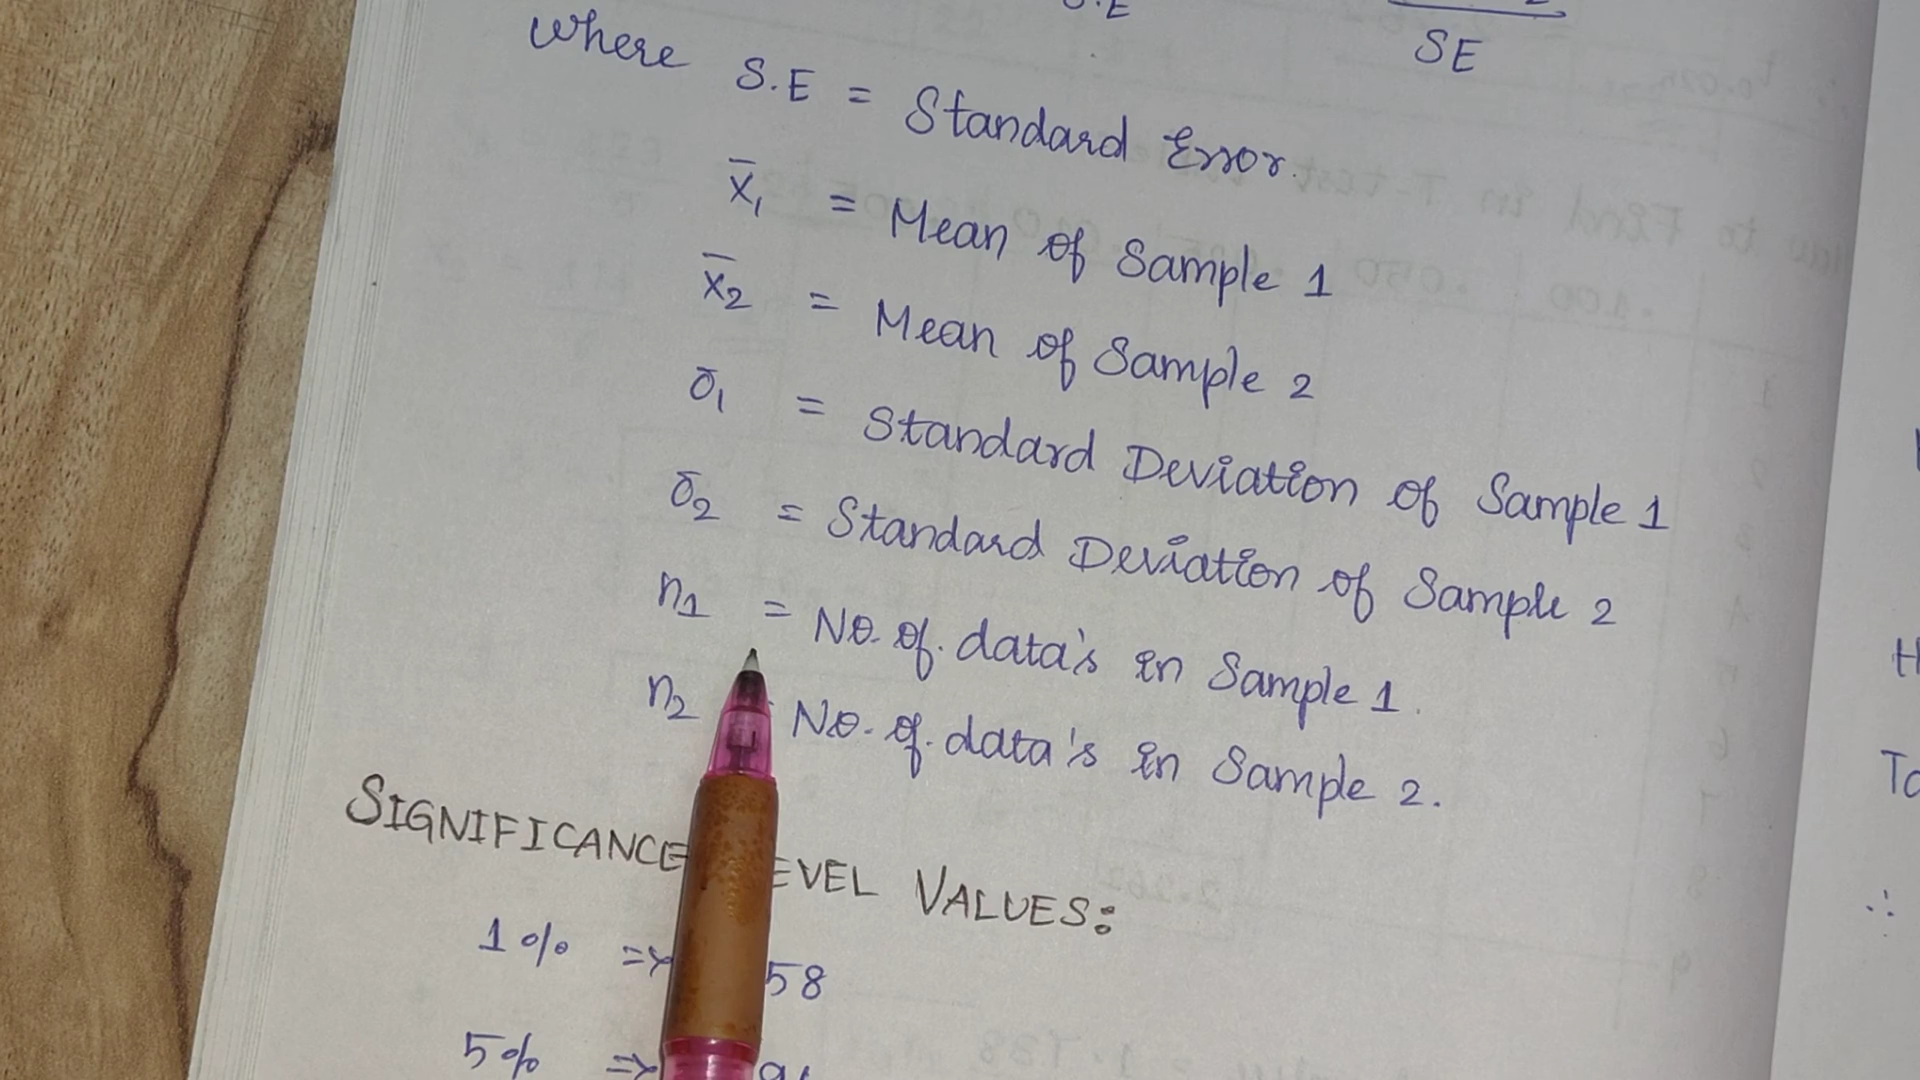 S.E
SE
where S.E = Standard Error.
x̄₁ = Mean of Sample 1
x̄₂ = Mean of Sample 2
σ₁ = Standard Deviation of Sample 1
σ₂ = Standard Deviation of Sample 2
n₁ = No. of. data's in Sample 1.
n₂ = No. of. data's in Sample 2.
SIGNIFICANCE EVEL VALUES:
1% => 58
5% =>